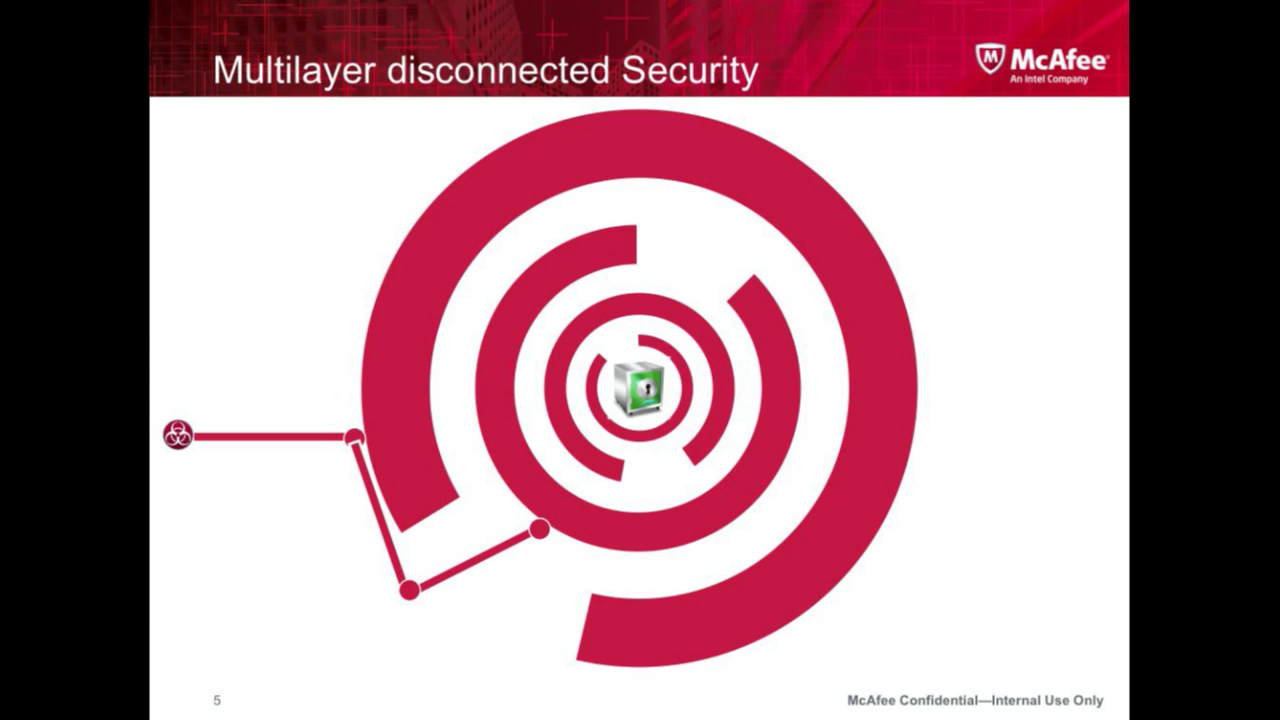 Multilayer disconnected Security
M McAfee®
An Intel Company
5
McAfee Confidential—Internal Use Only